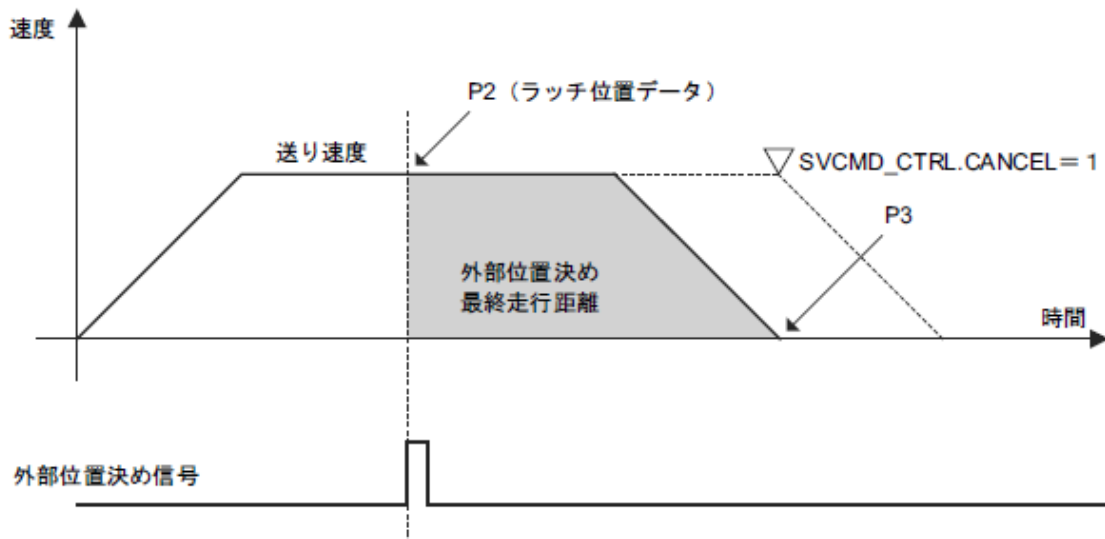 速度
P2（ラッチ位置データ）
送り速度
SVCMD_CTRL.CANCEL＝1
P3
外部位置決め
最終走行距離
時間
外部位置決め信号